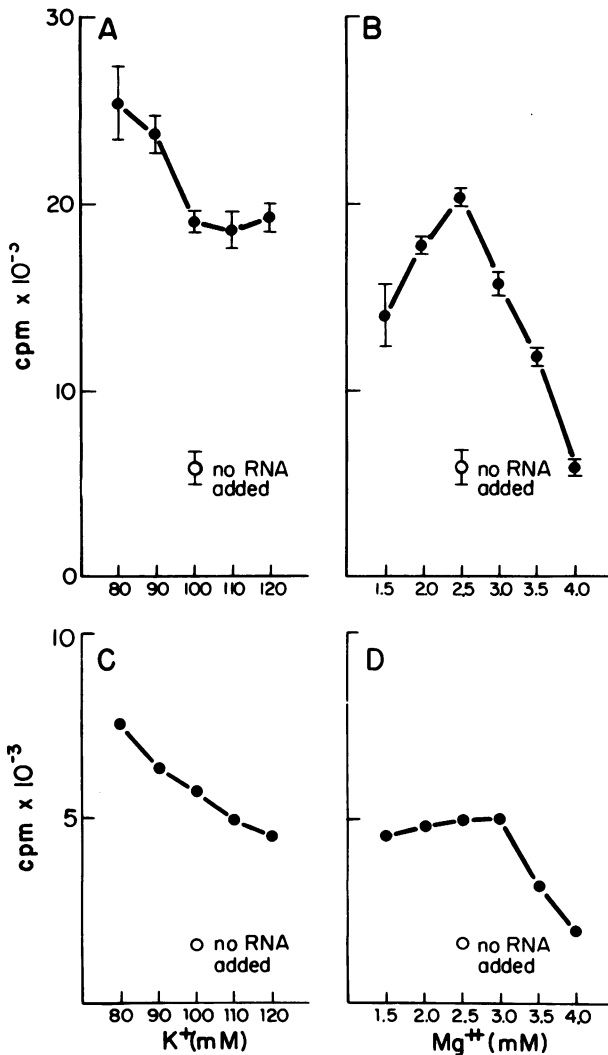 A
B
30
20
10
0
cpm x 10⁻³
no RNA
added
no RNA
added
80 90 100 110 120
1.5 2.0 2.5 3.0 3.5 4.0
C
D
10
5
0
cpm x 10⁻³
no RNA
added
no RNA
added
80 90 100 110 120
1.5 2.0 2.5 3.0 3.5 4.0
K⁺(mM)
Mg⁺⁺(mM)